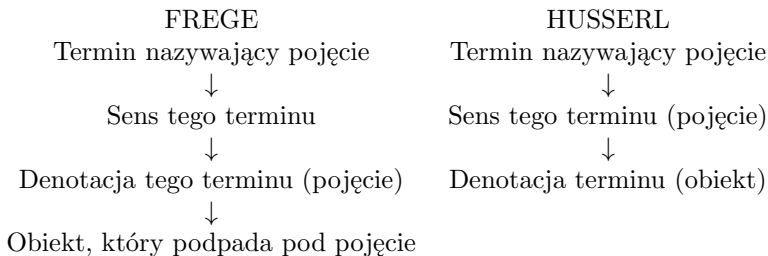 FREGE
Termin nazywający pojęcie
↓
Sens tego terminu
↓
Denotacja tego terminu (pojęcie)
↓
Obiekt, który podpada pod pojęcie
HUSSERL
Termin nazywający pojęcie
↓
Sens tego terminu (pojęcie)
↓
Denotacja terminu (obiekt)